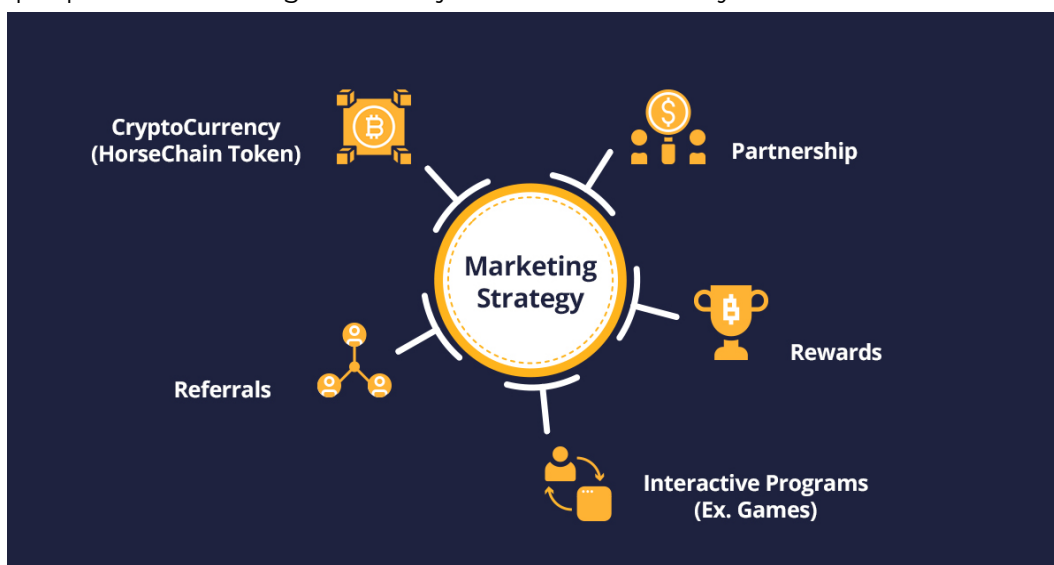 CryptoCurrency
(HorseChain Token)
Partnership
Marketing
Strategy
Rewards
Referrals
Interactive Programs
(Ex. Games)